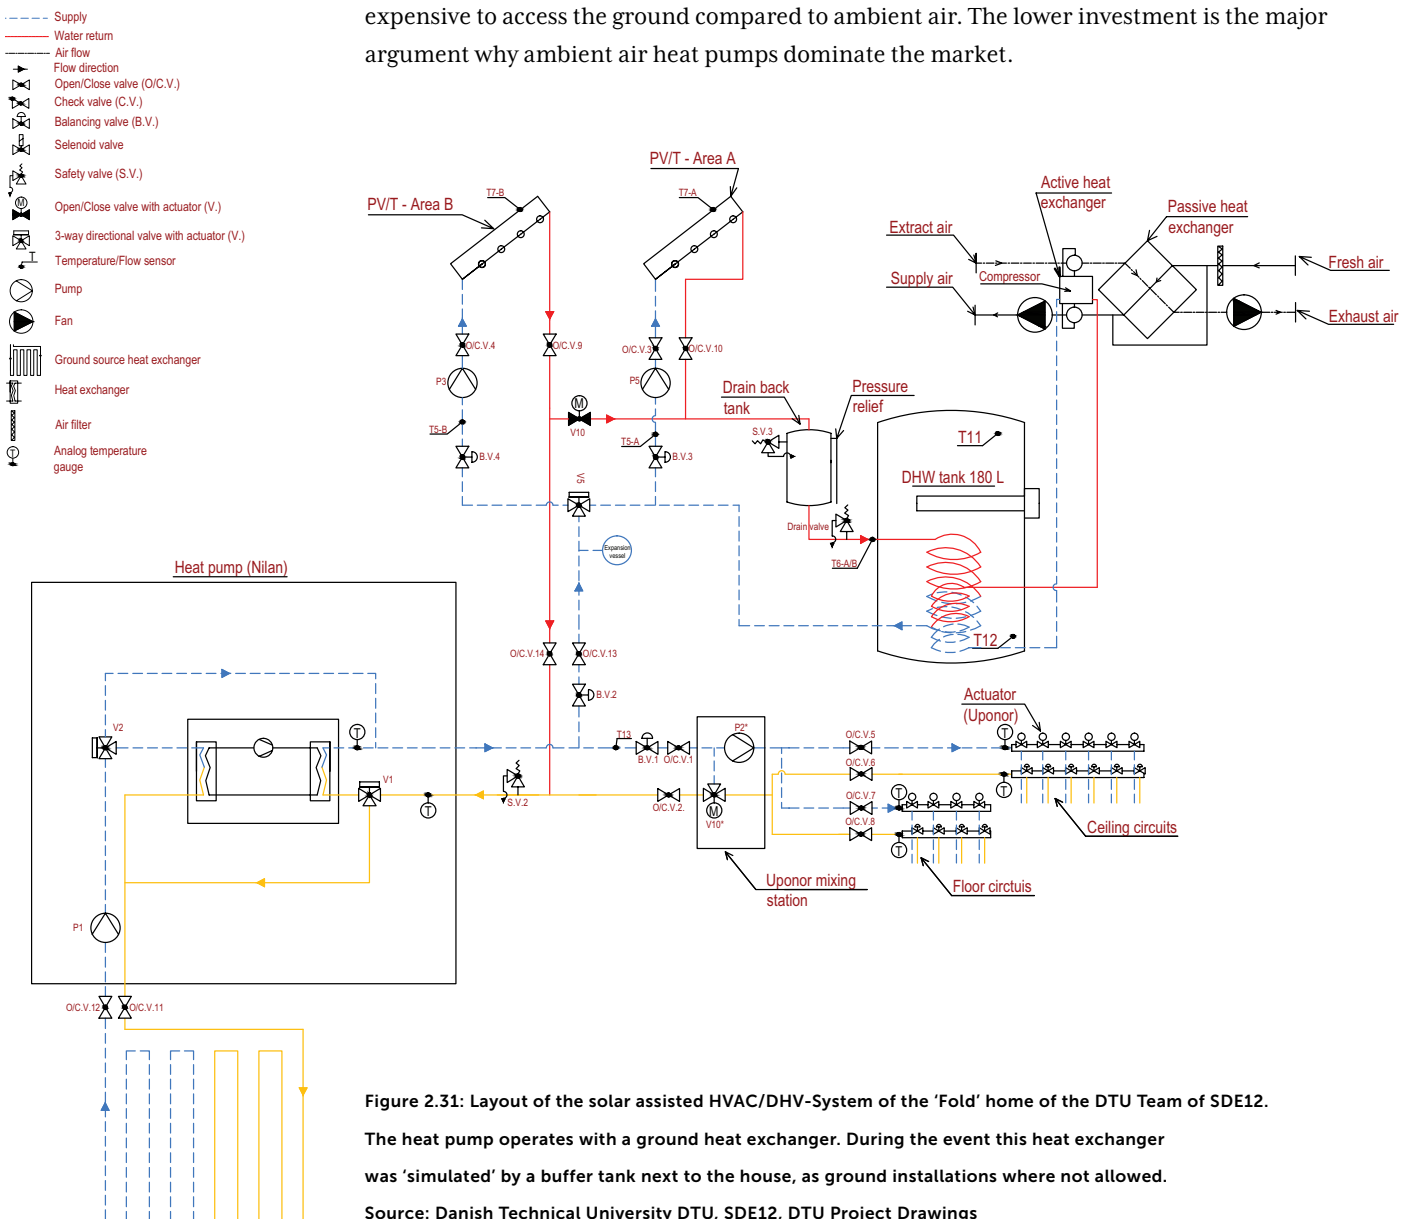 expensive to access the ground compared to ambient air. The lower investment is the major
argument why ambient air heat pumps dominate the market.
Supply
Water return
Air flow
Flow direction
Open/Close valve (O/C.V.)
Check valve (C.V.)
Balancing valve (B.V.)
Selenoid valve
Safety valve (S.V.)
M
Open/Close valve with actuator (V.)
3-way directional valve with actuator (V.)
T
Temperature/Flow sensor
Pump
Fan
Ground source heat exchanger
Heat exchanger
Air filter
T
Analog temperature
gauge
PV/T - Area B
T7-B
PV/T - Area A
T7-A
Active heat
exchanger
Passive heat
exchanger
Extract air
Supply air
Compressor
Fresh air
Exhaust air
O/C.V.4
O/C.V.9
O/C.V.3
O/C.V.10
P3
P5
M
V10
T5-B
T5-A
B.V.4
B.V.3
V5
Drain back
tank
Pressure
relief
S.V.3
T11
DHW tank 180 L
Drain valve
T6-A/B
T12
Expansion
vessel
Heat pump (Nilan)
O/C.V.14
O/C.V.13
B.V.2
V2
T
V1
T
S.V.2
T13
B.V.1
O/C.V.1
O/C.V.2.
P2*
M
V10*
Uponor mixing
station
O/C.V.5
O/C.V.6
O/C.V.7
O/C.V.8
T
T
T
T
Actuator
(Uponor)
Ceiling circuits
Floor circtuis
P1
O/C.V.12
O/C.V.11
Figure 2.31: Layout of the solar assisted HVAC/DHV-System of the ‘Fold’ home of the DTU Team of SDE12.
The heat pump operates with a ground heat exchanger. During the event this heat exchanger
was ‘simulated’ by a buffer tank next to the house, as ground installations where not allowed.
Source: Danish Technical University DTU, SDE12, DTU Project Drawings